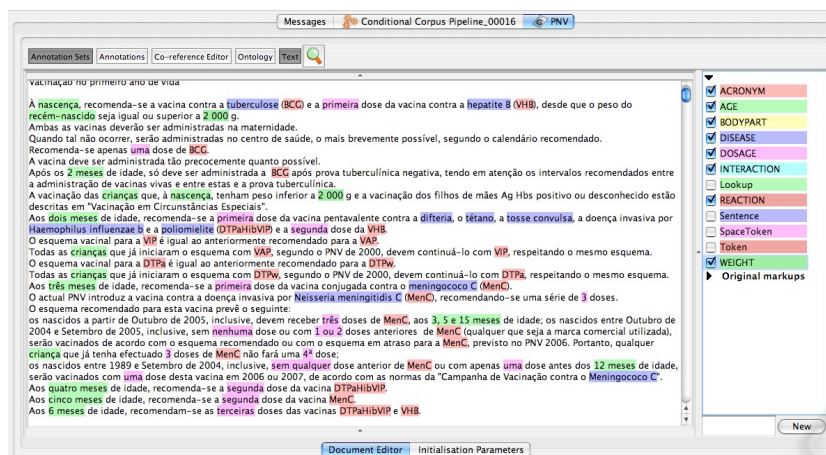 Messages Conditional Corpus Pipeline_00016 PNV
Annotation Sets Annotations Co-reference Editor Ontology Text
vacinação no primeiro ano de vida
À nascença, recomenda-se a vacina contra a tuberculose (BCG) e a primeira dose da vacina contra a hepatite B (VHB), desde que o peso do
recém-nascido seja igual ou superior a 2 000 g.
Ambas as vacinas deverão ser administradas na maternidade.
Quando tal não ocorrer, serão administradas no centro de saúde, o mais brevemente possível, segundo o calendário recomendado.
Recomenda-se apenas uma dose de BCG.
A vacina deve ser administrada tão precocemente quanto possível.
Após os 2 meses de idade, só deve ser administrada a BCG após prova tuberculínica negativa, tendo em atenção os intervalos recomendados entre
a administração de vacinas vivas e entre estas e a prova tuberculínica.
A vacinação das crianças que, à nascença, tenham peso inferior a 2 000 g e a vacinação dos filhos de mães Ag Hbs positivo ou desconhecido estão
descritas em "Vacinação em Circunstâncias Especiais".
Aos dois meses de idade, recomenda-se a primeira dose da vacina pentavalente contra a difteria, o tétano, a tosse convulsa, a doença invasiva por
Haemophilus influenzae b e a poliomielite (DTPaHibVIP) e a segunda dose da VHB.
O esquema vacinal para a VIP é igual ao anteriormente recomendado para a VAP.
Todas as crianças que já iniciaram o esquema com VAP, segundo o PNV de 2000, devem continuá-lo com VIP, respeitando o mesmo esquema.
O esquema vacinal para a DTPa é igual ao anteriormente recomendado para a DTPw.
Todas as crianças que já iniciaram o esquema com DTPw, segundo o PNV de 2000, devem continuá-lo com DTPa, respeitando o mesmo esquema.
Aos três meses de idade, recomenda-se a primeira dose da vacina conjugada contra o meningococo C (MenC).
O actual PNV introduz a vacina contra a doença invasiva por Neisseria meningitidis C (MenC), recomendando-se uma série de 3 doses.
O esquema recomendado para esta vacina prevê o seguinte:
os nascidos a partir de Outubro de 2005, inclusive, devem receber três doses de MenC, aos 3, 5 e 15 meses de idade; os nascidos entre Outubro de
2004 e Setembro de 2005, inclusive, sem nenhuma dose ou com 1 ou 2 doses anteriores de MenC (qualquer que seja a marca comercial utilizada),
serão vacinados de acordo com o esquema recomendado ou com o esquema em atraso para a MenC, previsto no PNV 2006. Portanto, qualquer
criança que já tenha efectuado 3 doses de MenC não fará uma 4ª dose;
os nascidos entre 1989 e Setembro de 2004, inclusive, sem qualquer dose anterior de MenC ou com apenas uma dose antes dos 12 meses de idade,
serão vacinados com uma dose desta vacina em 2006 ou 2007, de acordo com as normas da "Campanha de Vacinação contra o Meningococo C".
Aos quatro meses de idade, recomenda-se a segunda dose da vacina DTPaHibVIP.
Aos cinco meses de idade, recomenda-se a segunda dose da vacina MenC.
Aos 6 meses de idade, recomendam-se as terceiras doses das vacinas DTPaHibVIP e VHB.
ACRONYM
AGE
BODYPART
DISEASE
DOSAGE
INTERACTION
Lookup
REACTION
Sentence
SpaceToken
Token
WEIGHT
Original markups
New
Document Editor Initialisation Parameters